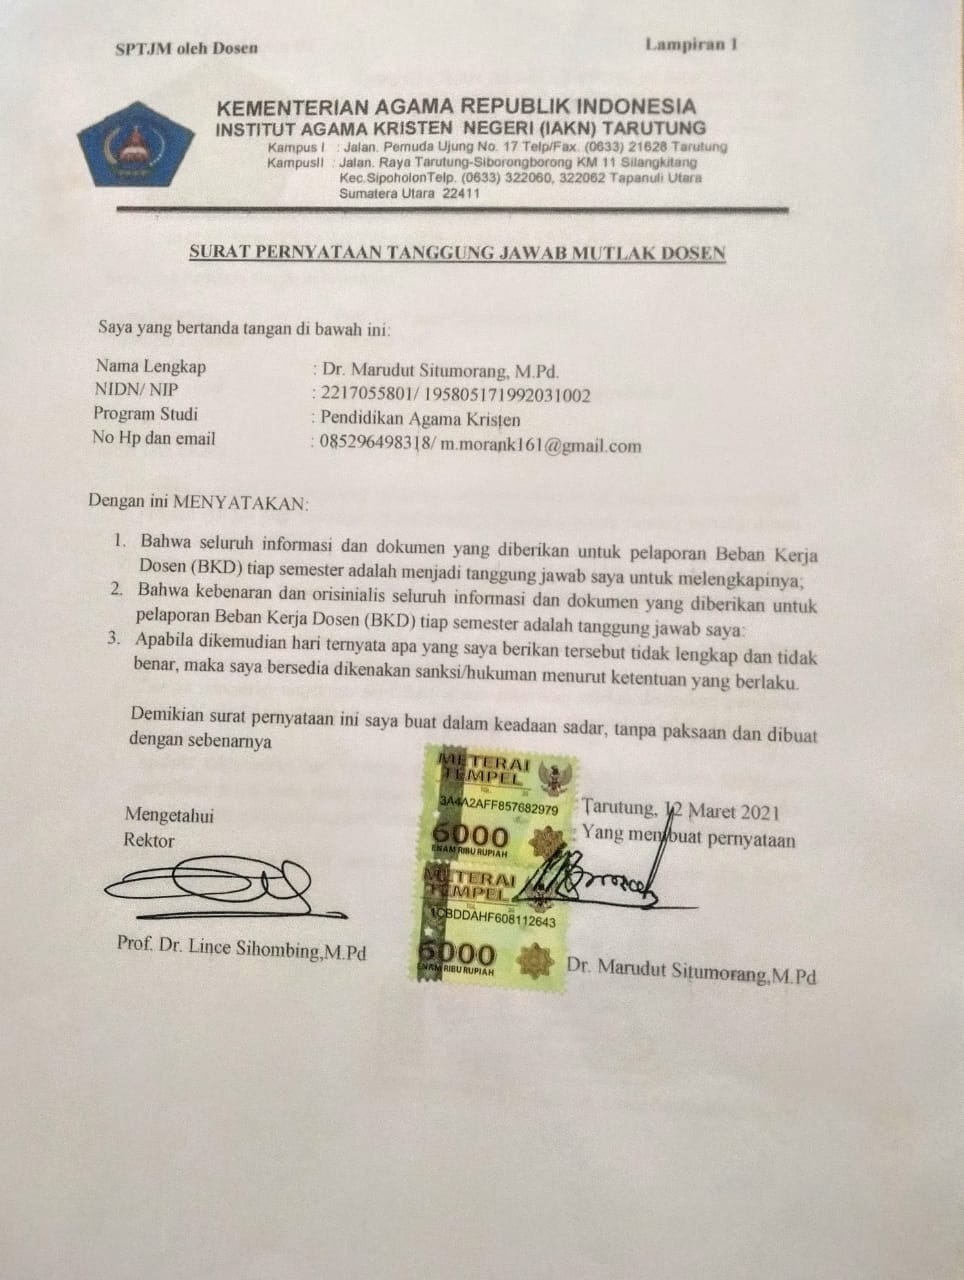 SPTJM oleh Dosen
Lampiran 1
KEMENTERIAN AGAMA REPUBLIK INDONESIA
INSTITUT AGAMA KRISTEN NEGERI (IAKN) TARUTUNG
Kampus I : Jalan. Pemuda Ujung No. 17 Telp/Fax. (0633) 21628 Tarutung
KampusII : Jalan. Raya Tarutung-Siborongborong KM 11 Silangkitang
Kec.SipoholonTelp. (0633) 322060, 322062 Tapanuli Utara
Sumatera Utara 22411
SURAT PERNYATAAN TANGGUNG JAWAB MUTLAK DOSEN
Saya yang bertanda tangan di bawah ini:
Nama Lengkap : Dr. Marudut Situmorang, M.Pd.
NIDN/ NIP : 2217055801/ 195805171992031002
Program Studi : Pendidikan Agama Kristen
No Hp dan email : 085296498318/ m.morank161@gmail.com
Dengan ini MENYATAKAN:
1. Bahwa seluruh informasi dan dokumen yang diberikan untuk pelaporan Beban Kerja
Dosen (BKD) tiap semester adalah menjadi tanggung jawab saya untuk melengkapinya;
2. Bahwa kebenaran dan orisinialis seluruh informasi dan dokumen yang diberikan untuk
pelaporan Beban Kerja Dosen (BKD) tiap semester adalah tanggung jawab saya:
3. Apabila dikemudian hari ternyata apa yang saya berikan tersebut tidak lengkap dan tidak
benar, maka saya bersedia dikenakan sanksi/hukuman menurut ketentuan yang berlaku.
Demikian surat pernyataan ini saya buat dalam keadaan sadar, tanpa paksaan dan dibuat
dengan sebenarnya
Mengetahui
Rektor
Prof. Dr. Lince Sihombing,M.Pd
METERAI
TEMPEL
3A4A2AFF857682979
6000
ENAM RIBU RUPIAH
METERAI
TEMPEL
1CBDDAHF608112643
6000
ENAM RIBU RUPIAH
Tarutung, 12 Maret 2021
Yang membuat pernyataan
Dr. Marudut Situmorang,M.Pd